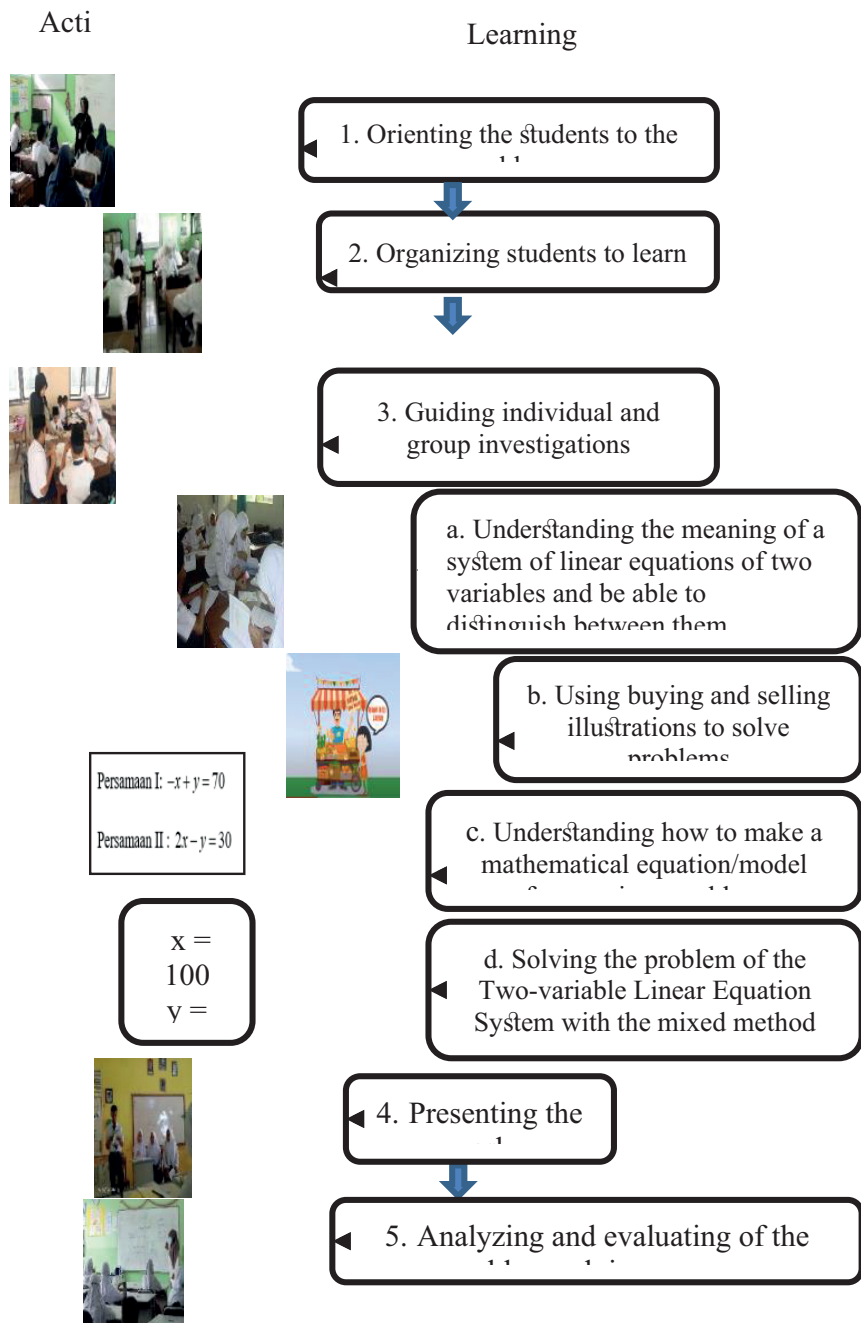 Acti
Learning
1. Orienting the students to the
2. Organizing students to learn
3. Guiding individual and
group investigations
a. Understanding the meaning of a
system of linear equations of two
variables and be able to
distinguish between them
b. Using buying and selling
illustrations to solve
problems
Persamaan I: −x + y = 70
Persamaan II : 2x − y = 30
c. Understanding how to make a
mathematical equation/model
x =
100
y =
d. Solving the problem of the
Two-variable Linear Equation
System with the mixed method
4. Presenting the
5. Analyzing and evaluating of the